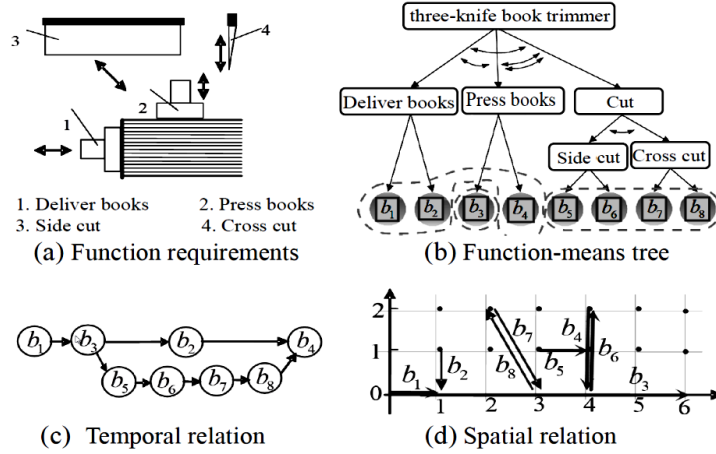 3
4
2
1
1. Deliver books 2. Press books
3. Side cut 4. Cross cut
(a) Function requirements
three-knife book trimmer
Deliver books Press books Cut
Side cut Cross cut
b₁ b₂ b₃ b₄ b₅ b₆ b₇ b₈
(b) Function-means tree
b₁ b₃ b₂ b₄
b₅ b₆ b₇ b₈
(c) Temporal relation
2
b₇ b₄
1
b₂ b₈ b₅ b₆
b₁ b₃
0
1 2 3 4 5 6
(d) Spatial relation